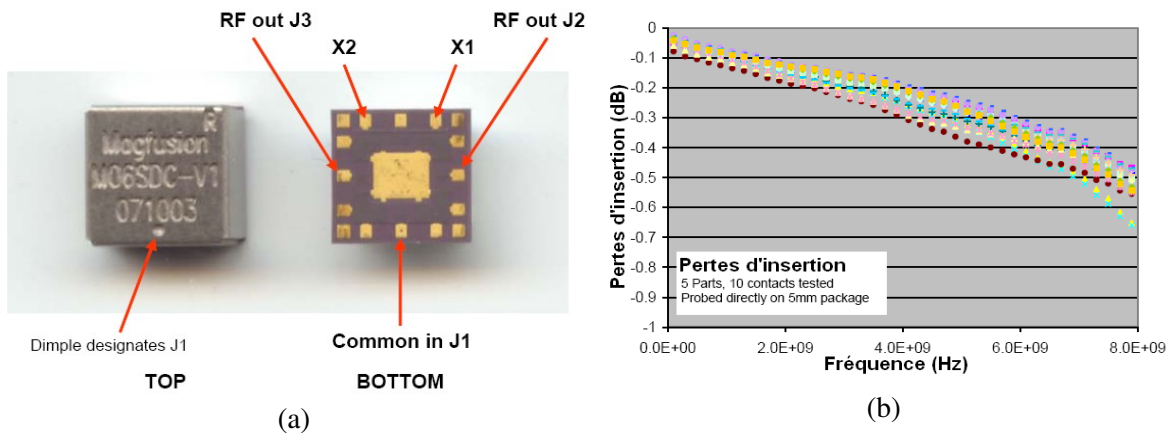 RF out J3
RF out J2
X2
X1
R
Magfusion
M06SDC-V1
071003
Dimple designates J1
Common in J1
TOP
BOTTOM
(a)
Pertes d'insertion (dB)
0
-0.1
-0.2
-0.3
-0.4
-0.5
-0.6
-0.7
-0.8
-0.9
-1
Pertes d'insertion
5 Parts, 10 contacts tested
Probed directly on 5mm package
0.0E+00
2.0E+09
4.0E+09
6.0E+09
8.0E+09
Fréquence (Hz)
(b)